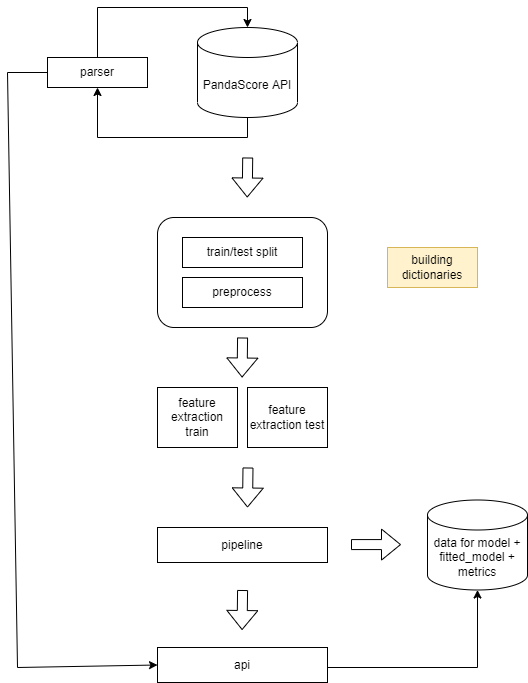 parser
PandaScore API
train/test split
preprocess
building
dictionaries
feature
extraction
train
feature
extraction test
pipeline
data for model +
fitted_model +
metrics
api